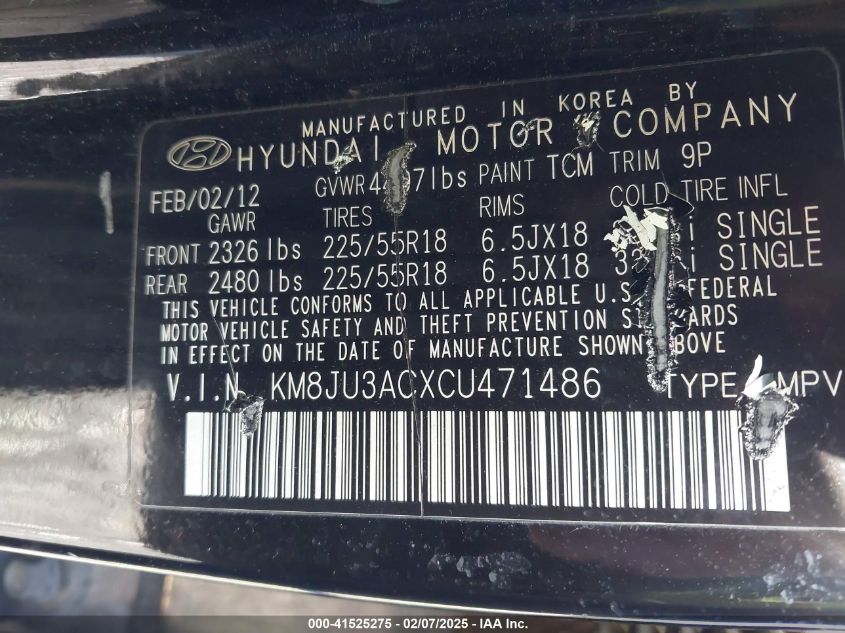 MANUFACTURED IN KOREA BY
HYUNDAI MOTOR COMPANY
FEB/02/12 GVWR PAINT TCM TRIM 9P
GAWR TIRES RIMS COLD TIRE INFL
FRONT 2326 lbs 225/55R18 6.5JX18 SINGLE
REAR 2480 lbs 225/55R18 6.5JX18 SINGLE
THIS VEHICLE CONFORMS TO ALL APPLICABLE U.S. FEDERAL
MOTOR VEHICLE SAFETY AND THEFT PREVENTION STANDARDS
IN EFFECT ON THE DATE OF MANUFACTURE SHOWN ABOVE
V.I.N KM8JU3ACXCU471486 TYPE MPV
000-41525275 - 02/07/2025 - IAA Inc.